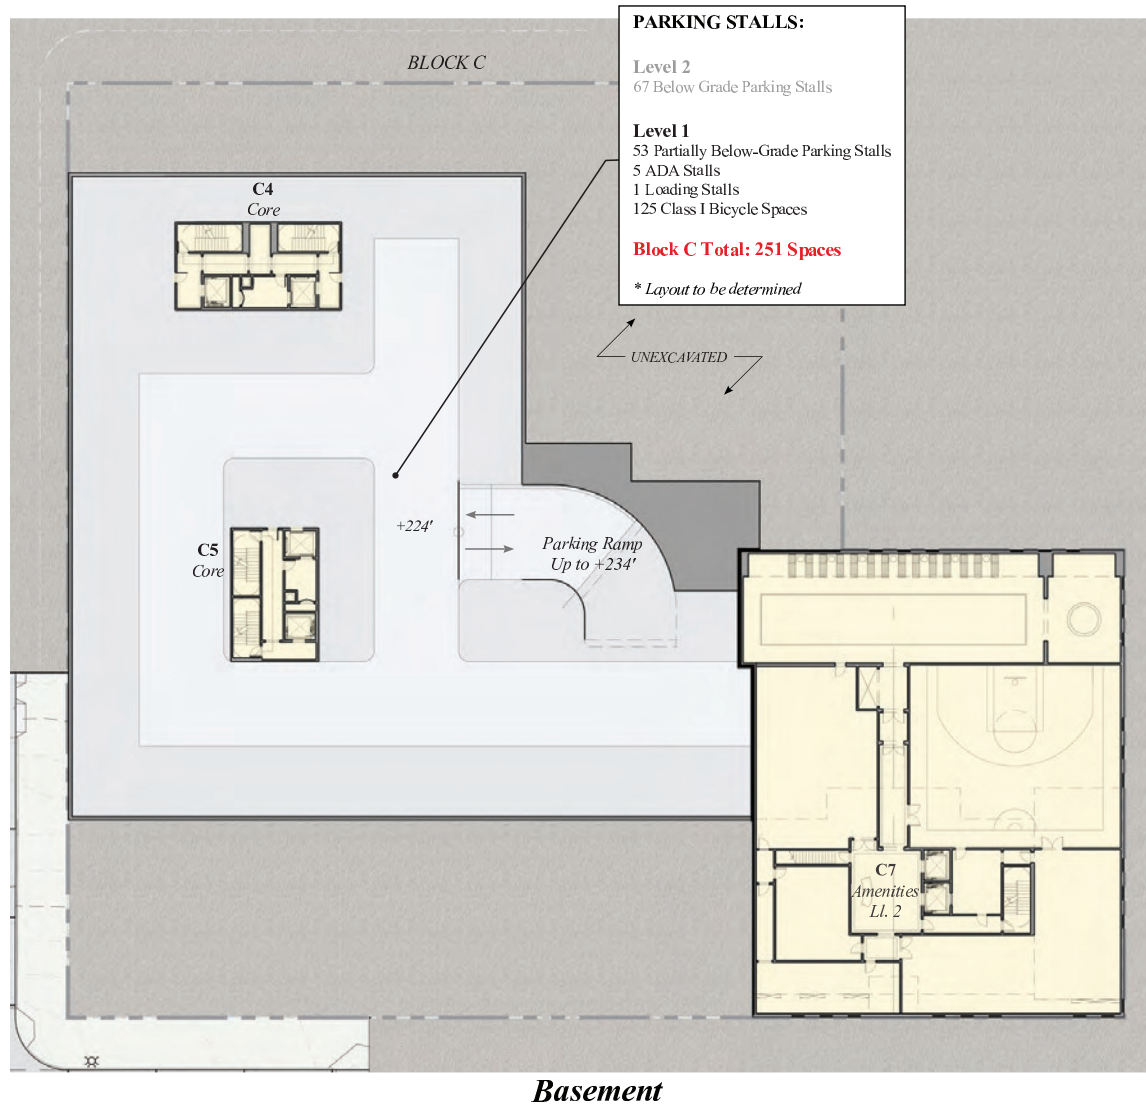 BLOCK C
PARKING STALLS:
Level 2
67 Below Grade Parking Stalls
Level 1
53 Partially Below-Grade Parking Stalls
5 ADA Stalls
1 Loading Stalls
125 Class I Bicycle Spaces
Block C Total: 251 Spaces
* Layout to be determined
C4
Core
UNEXCAVATED
+224'
Parking Ramp
Up to +234'
C5
Core
C7
Amenities
Ll. 2
Basement